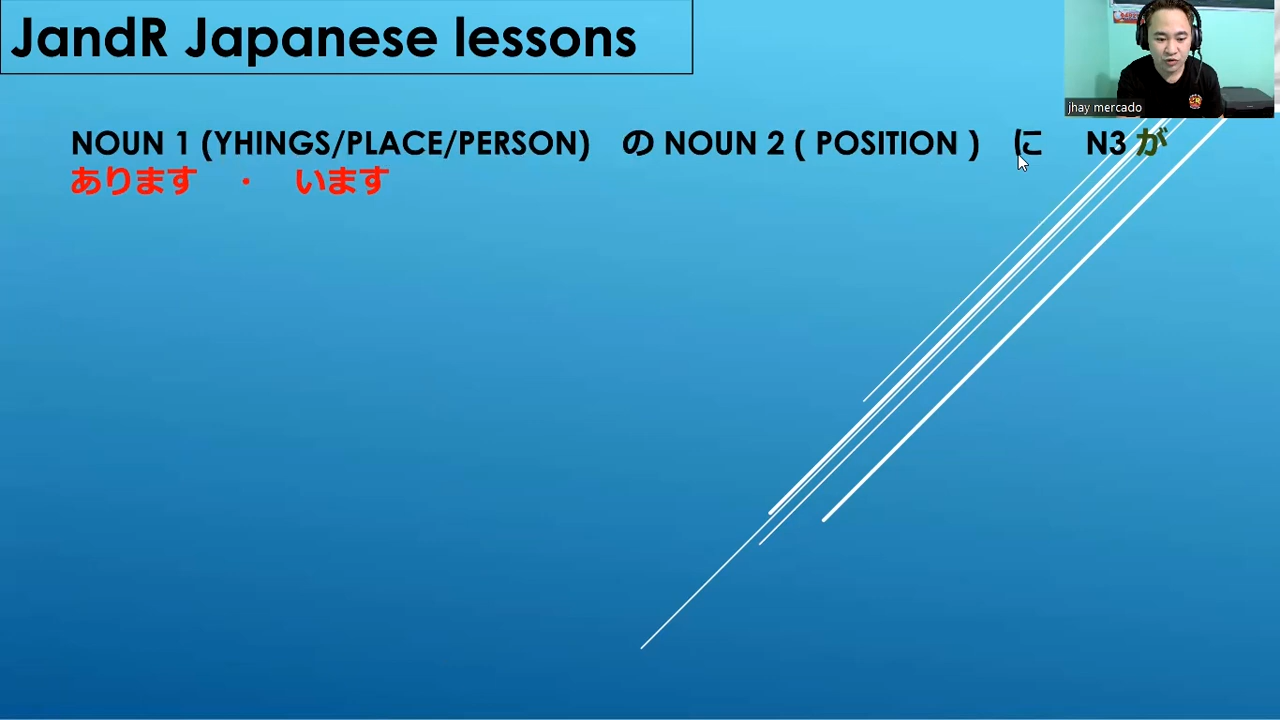 JandR Japanese lessons
jhay mercado
NOUN 1 (YHINGS/PLACE/PERSON) の NOUN 2 ( POSITION ) に N3 が
あります ・ います